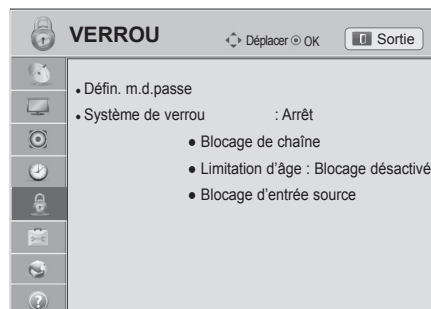 VERROU Déplacer OK Sortie
• Défin. m.d.passe
• Système de verrou : Arrêt
● Blocage de chaîne
● Limitation d'âge : Blocage désactivé
● Blocage d'entrée source
?